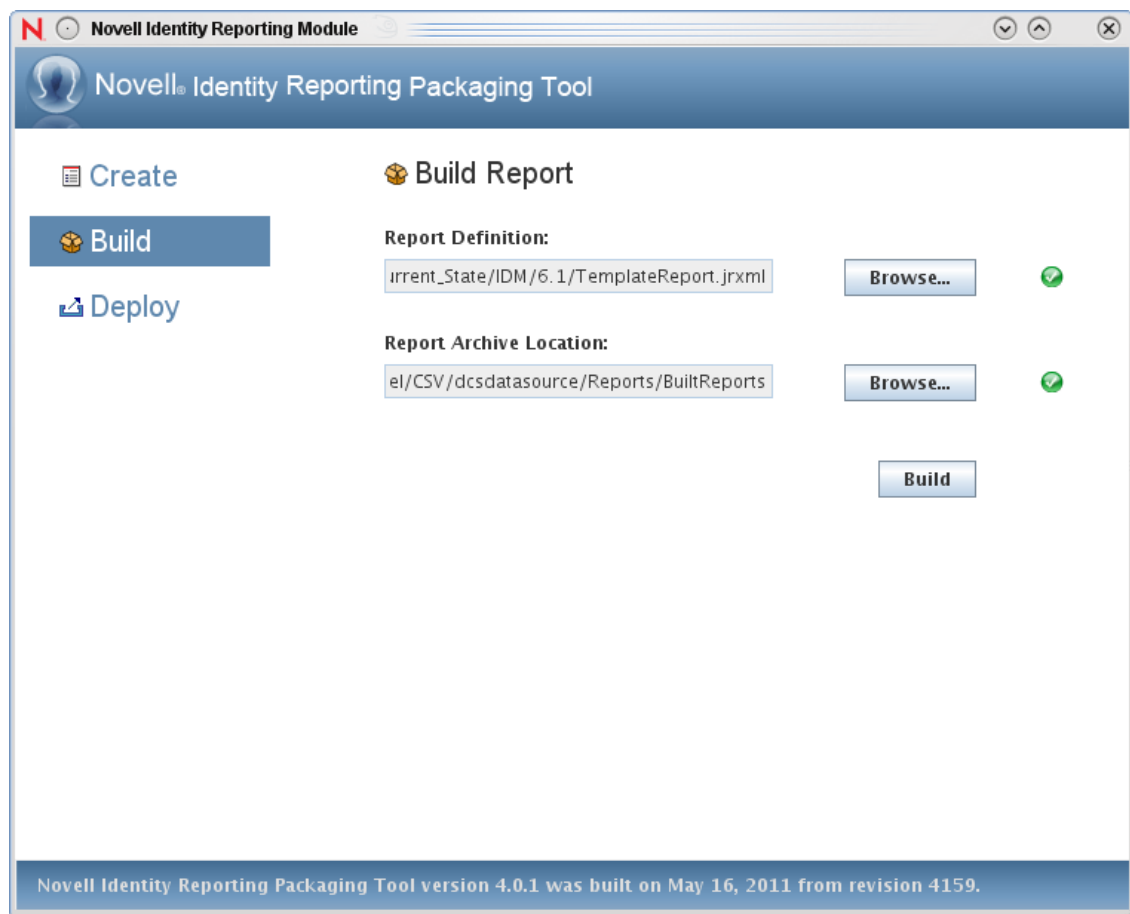 N Novell Identity Reporting Module
Novell® Identity Reporting Packaging Tool
Create
Build
Deploy
Build Report
Report Definition:
urrent_State/IDM/6.1/TemplateReport.jrxml
Browse...
Report Archive Location:
el/CSV/dcsdatasource/Reports/BuiltReports
Browse...
Build
Novell Identity Reporting Packaging Tool version 4.0.1 was built on May 16, 2011 from revision 4159.